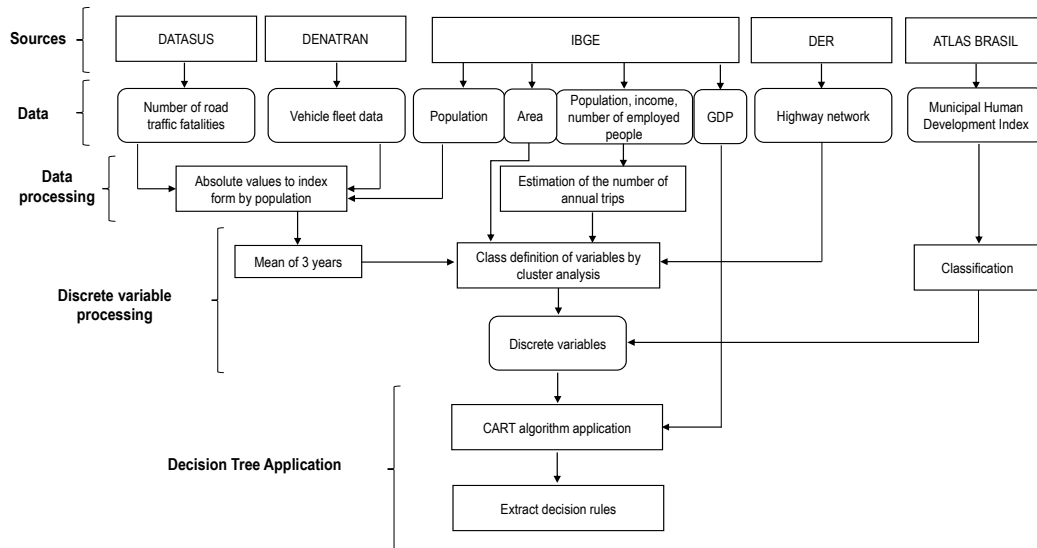 Sources
DATASUS
DENATRAN
IBGE
DER
ATLAS BRASIL
Data
Number of road
traffic fatalities
Vehicle fleet data
Population
Area
Population, income,
number of employed
people
GDP
Highway network
Municipal Human
Development Index
Data
processing
Absolute values to index
form by population
Estimation of the number of
annual trips
Discrete variable
processing
Mean of 3 years
Class definition of variables by
cluster analysis
Classification
Discrete variables
Decision Tree Application
CART algorithm application
Extract decision rules